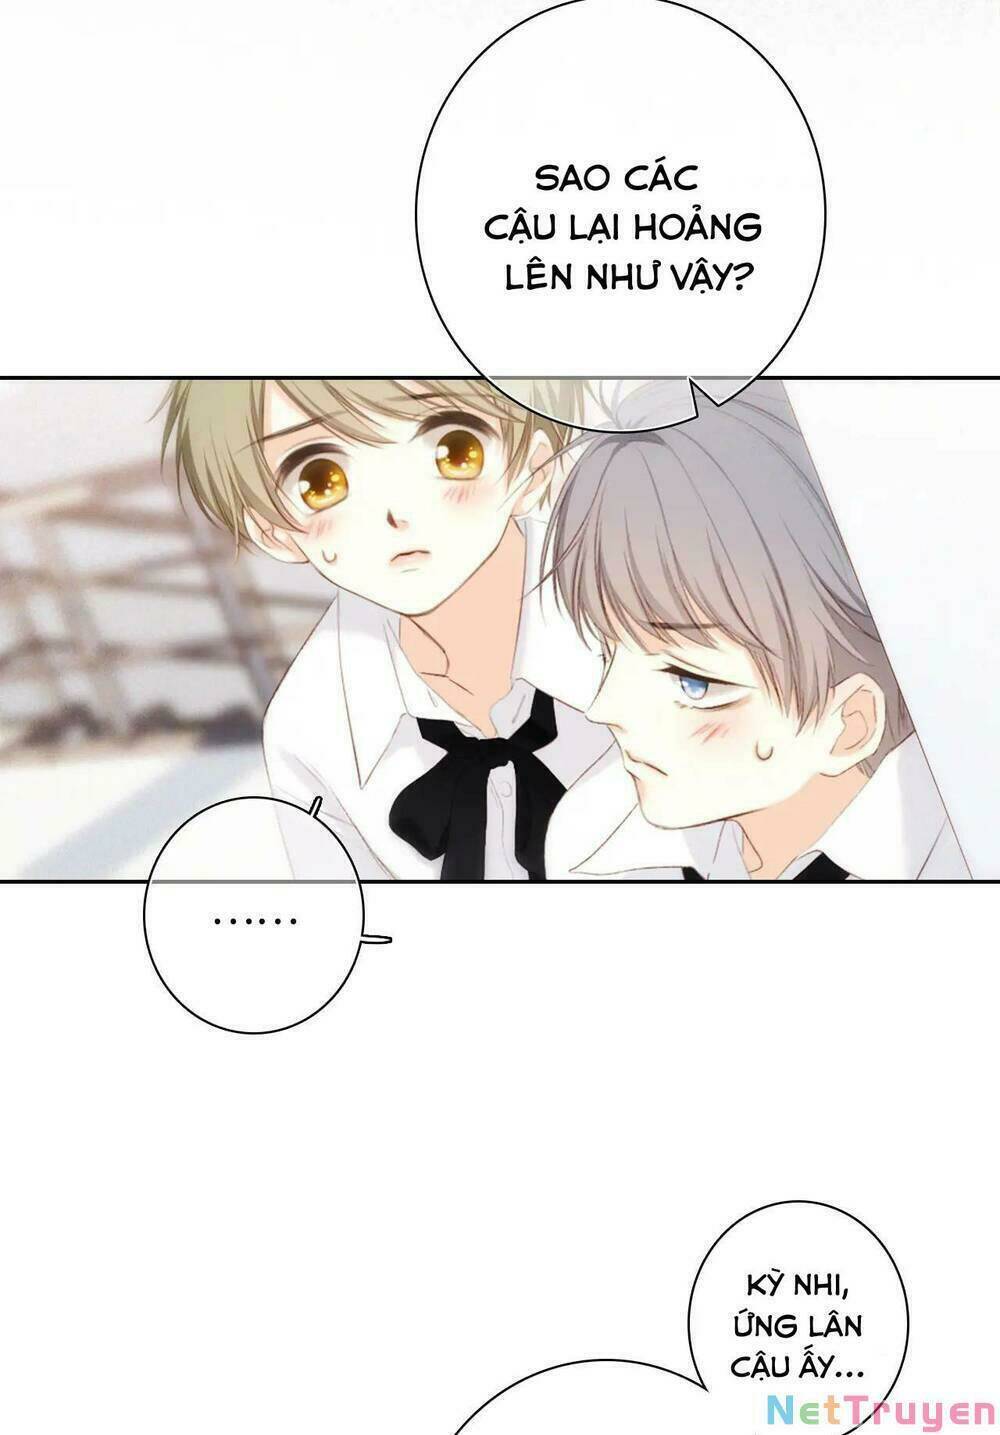 SAO CÁC
CẬU LẠI HOẢNG
LÊN NHƯ VẬY?
......
KỲ NHI,
ỨNG LÂN
CẬU ẤY...
NetTruyen